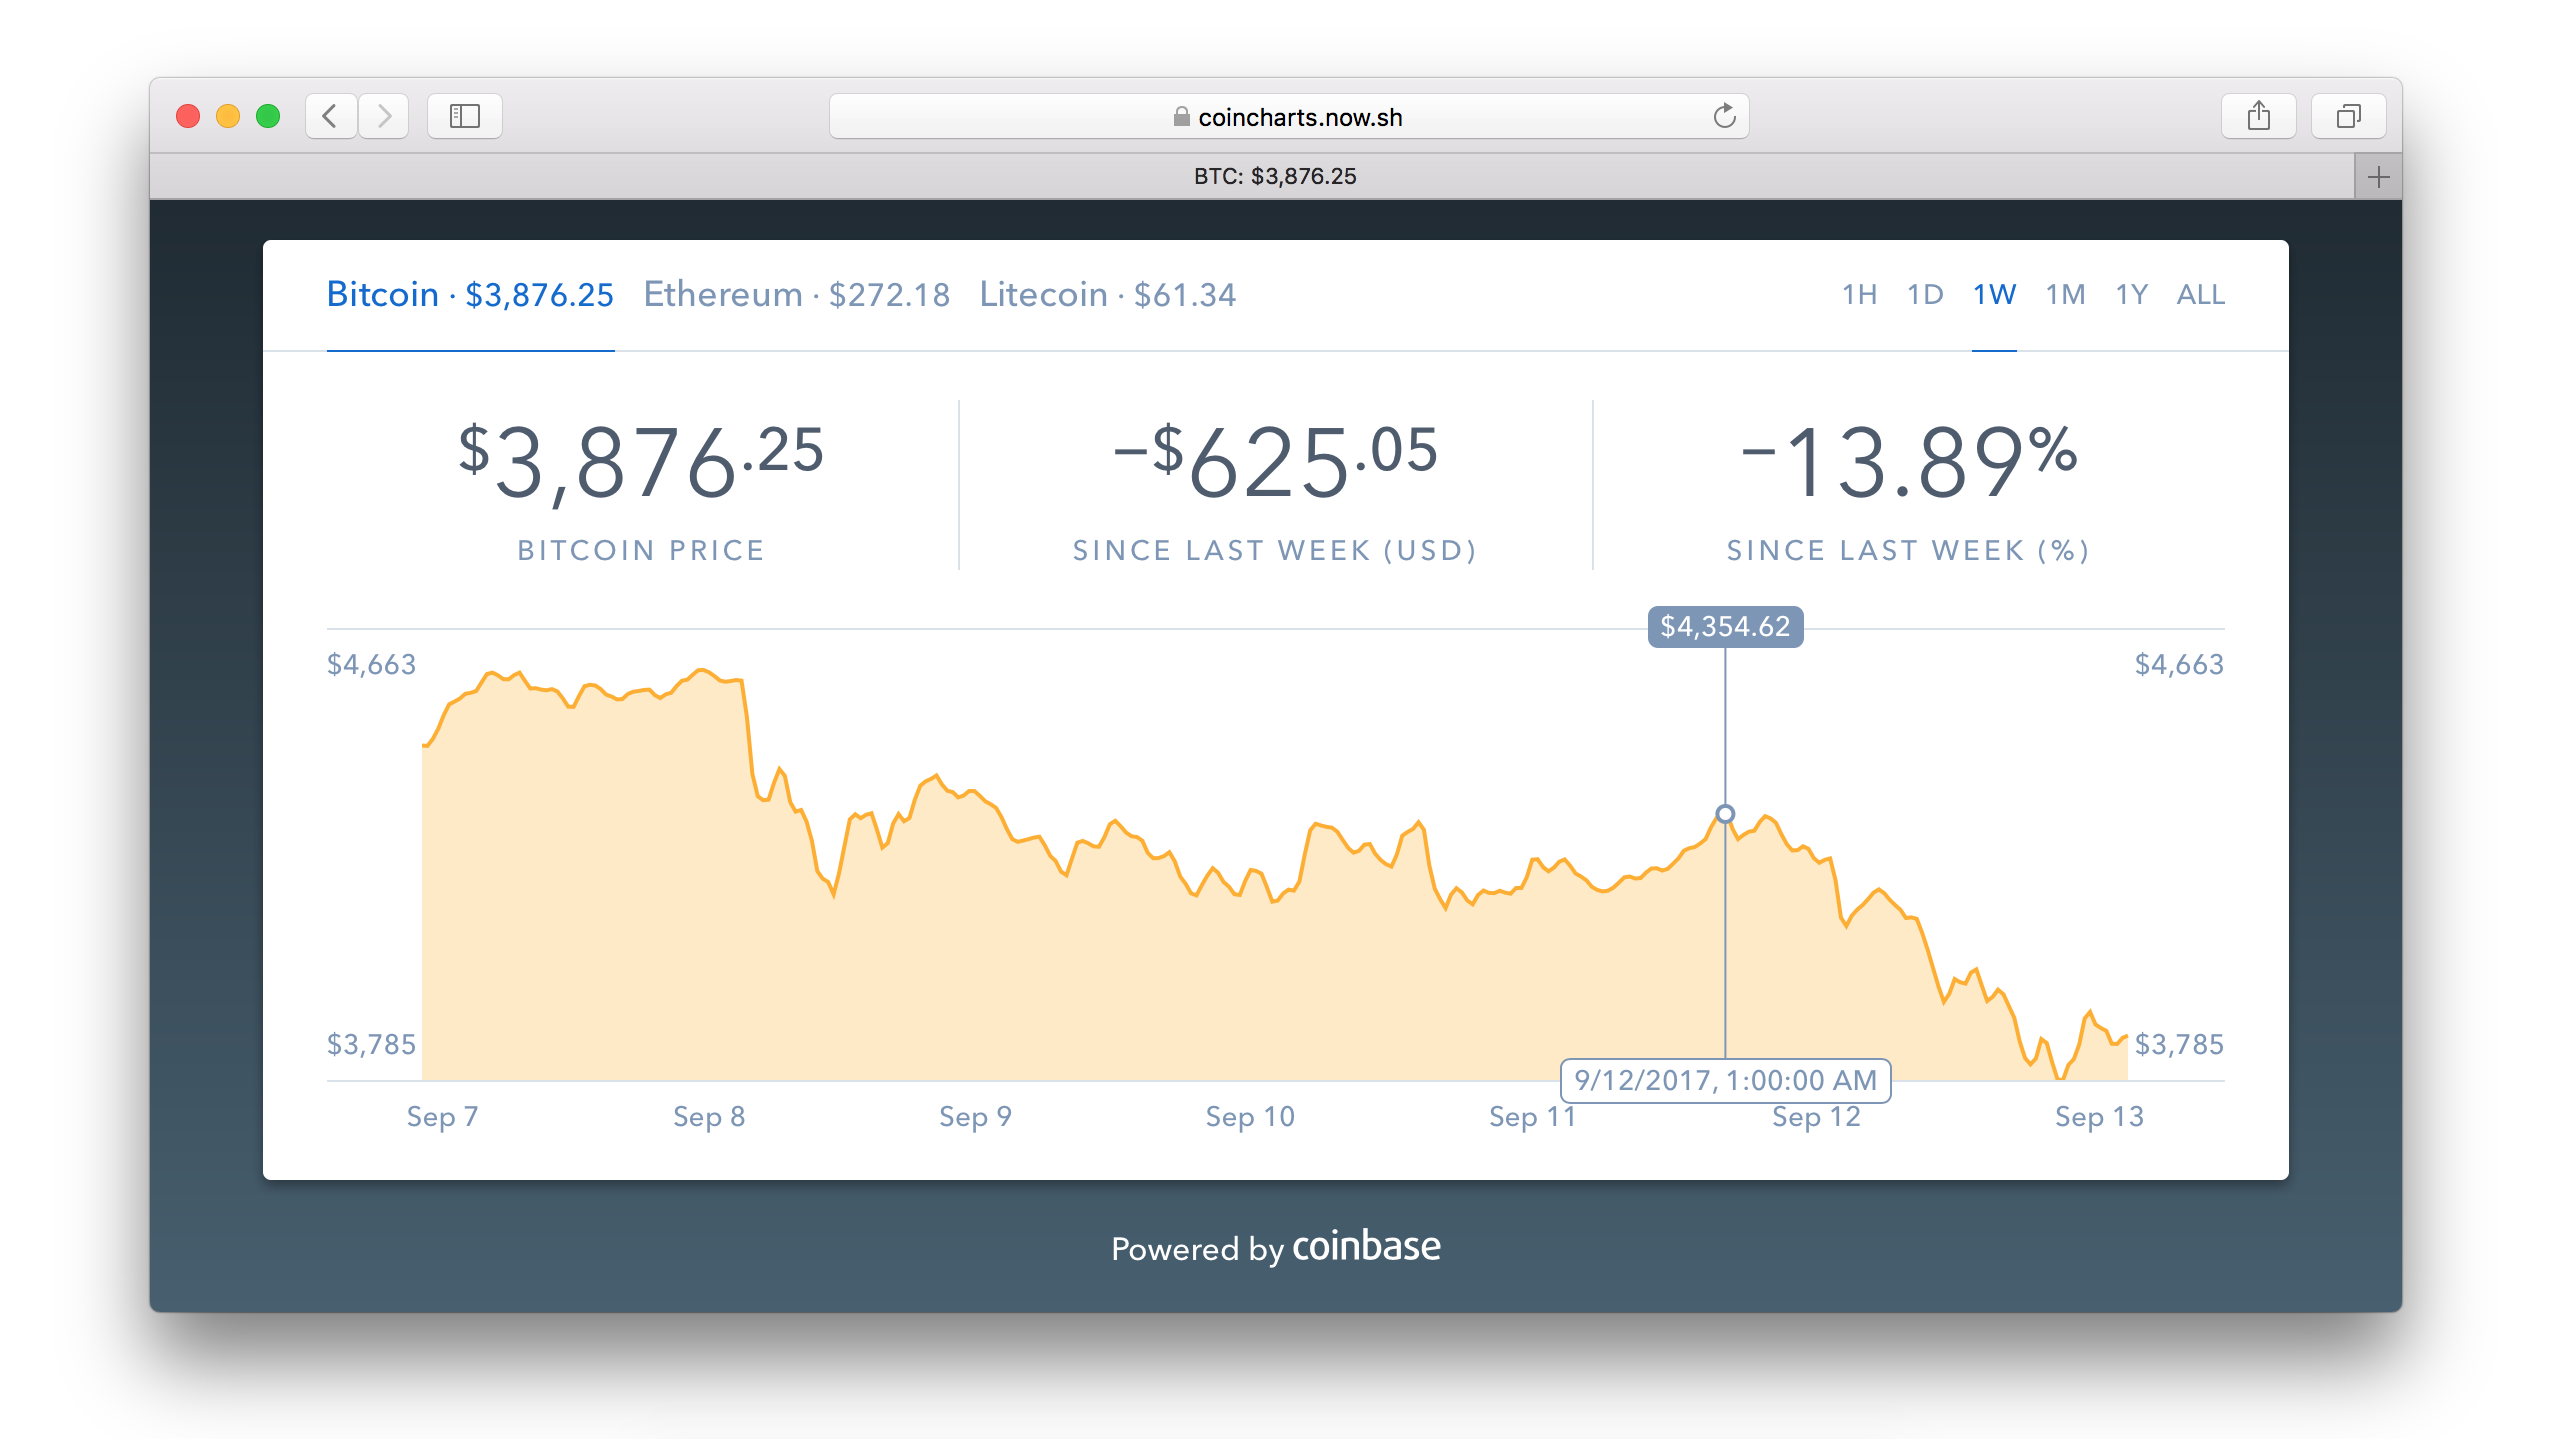 coincharts.now.sh
BTC: $3,876.25
Bitcoin · $3,876.25 Ethereum · $272.18 Litecoin · $61.34 1H 1D 1W 1M 1Y ALL
$3,876.25 −$625.05 −13.89%
BITCOIN PRICE SINCE LAST WEEK (USD) SINCE LAST WEEK (%)
$4,354.62
$4,663 $4,663
$3,785 $3,785
9/12/2017, 1:00:00 AM
Sep 7 Sep 8 Sep 9 Sep 10 Sep 11 Sep 12 Sep 13
Powered by coinbase